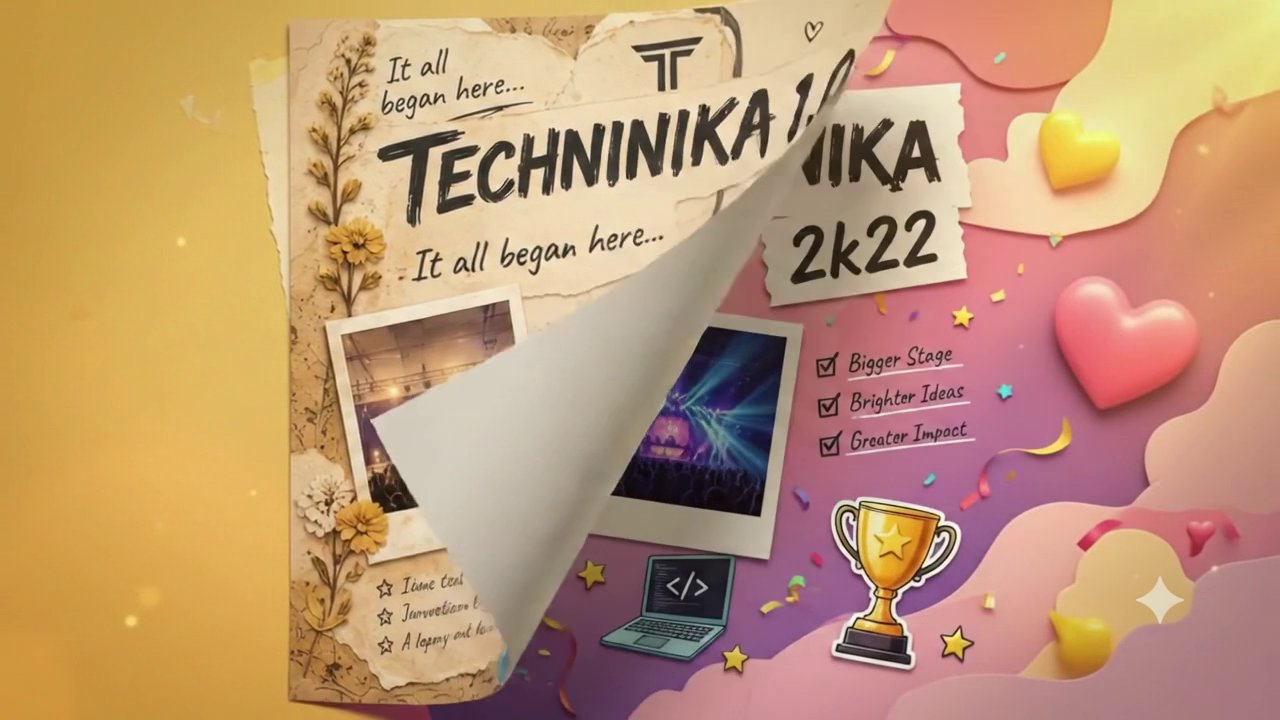 It all
began here...
TECHNINIKA 1.0
It all began here...
NIKA
2k22
Bigger Stage
Brighter Ideas
Greater Impact
</>
A